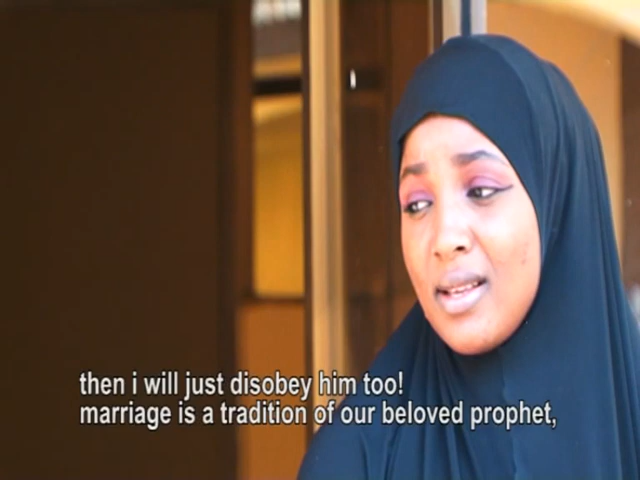 then i will just disobey him too!
marriage is a tradition of our beloved prophet,